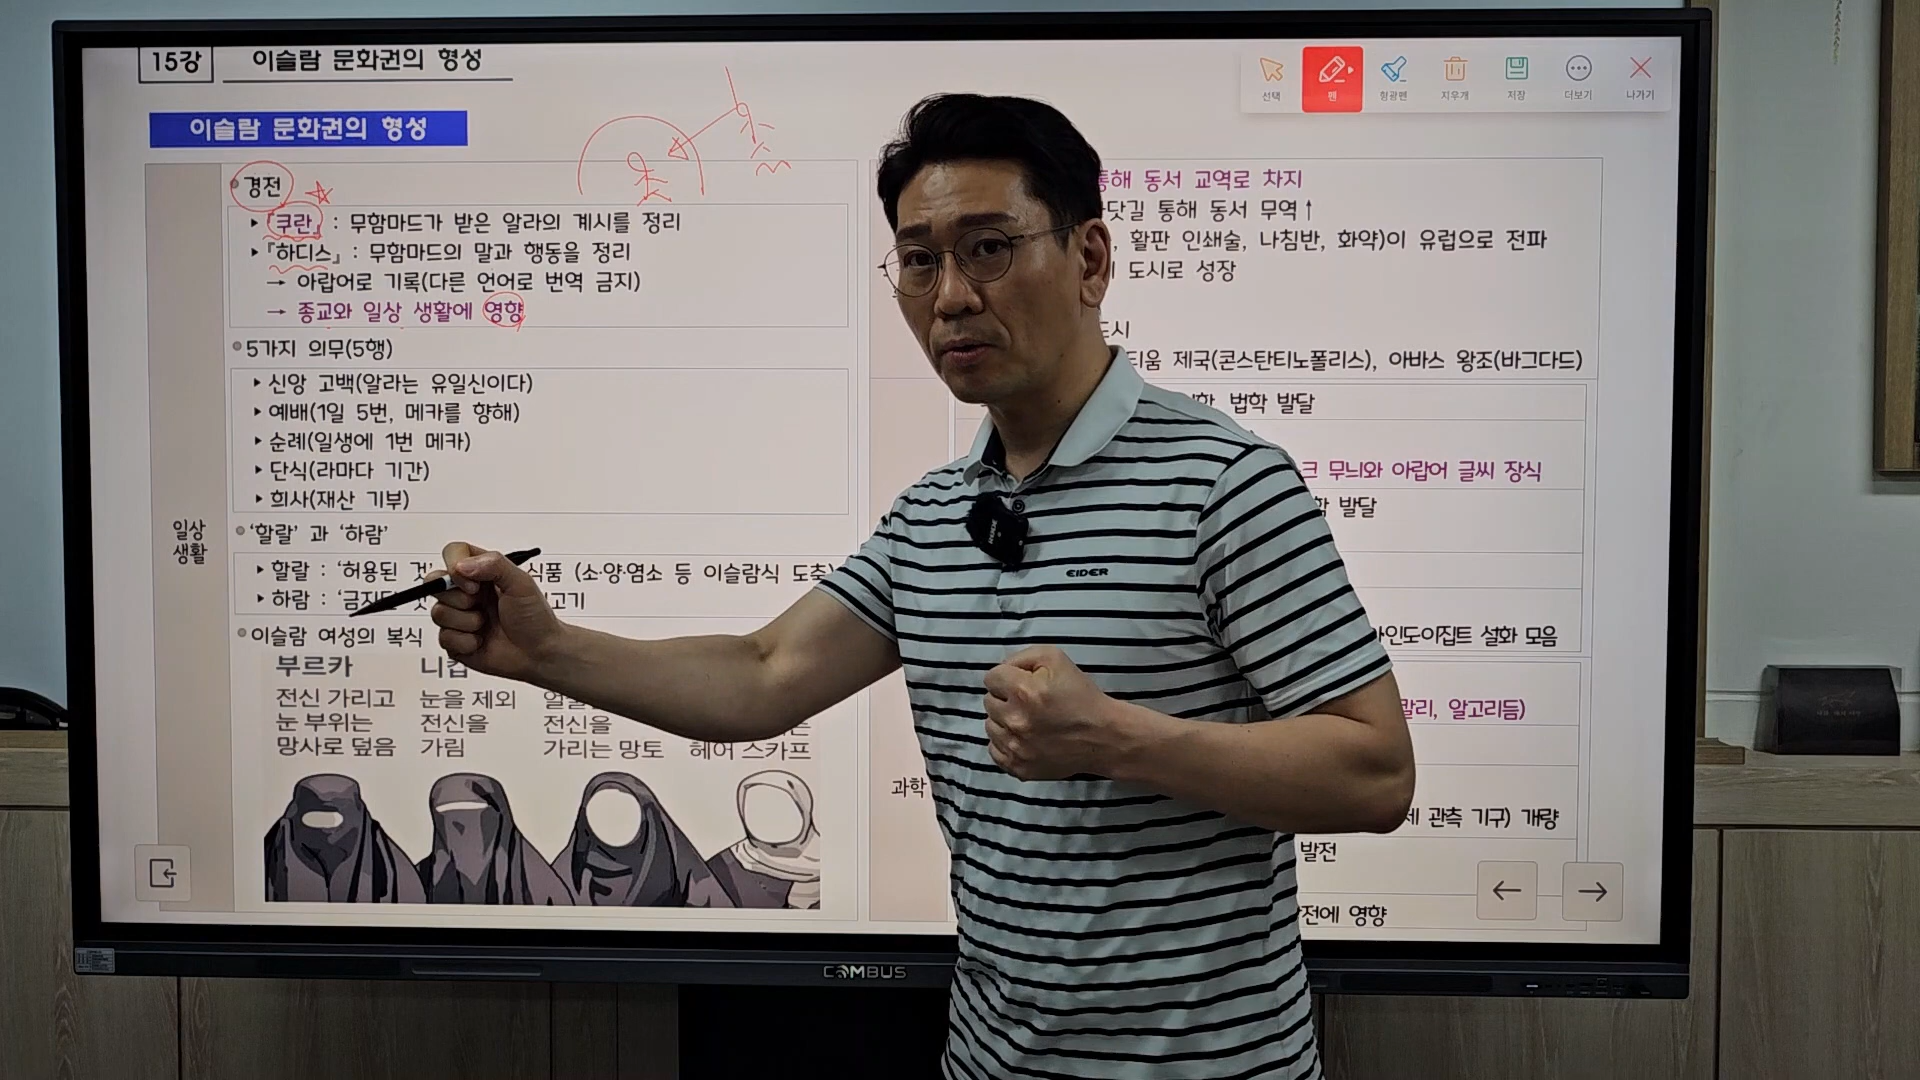 15강 이슬람 문화권의 형성
선택 펜 형광펜 지우개 저장 더보기 나가기
이슬람 문화권의 형성
일상 생활
경전
▸『쿠란』 : 무함마드가 받은 알라의 계시를 정리
▸『하디스』 : 무함마드의 말과 행동을 정리
→ 아랍어로 기록(다른 언어로 번역 금지)
→ 종교와 일상 생활에 영향
5가지 의무(5행)
▸신앙 고백(알라는 유일신이다)
▸예배(1일 5번, 메카를 향해)
▸순례(일생에 1번 메카)
▸단식(라마다 기간)
▸희사(재산 기부)
‘할랄’ 과 ‘하람’
▸할랄 : ‘허용된 것’ 식품 (소·양·염소 등 이슬람식 도축)
▸하람 : 고기
이슬람 여성의 복식
부르카
전신 가리고
눈 부위는
망사로 덮음
니캅
눈을 제외
전신을
가림
전신을
가리는 망토
헤어 스카프
통해 동서 교역로 차지
통해 동서 무역↑
, 활판 인쇄술, 나침반, 화약)이 유럽으로 전파
도시로 성장
도시
제국(콘스탄티노폴리스), 아바스 왕조(바그다드)
법학 발달
무늬와 아랍어 글씨 장식
발달
설화 모음
알고리듬)
과학
관측 기구) 개량
발전
영향
EIDER
COMBUS